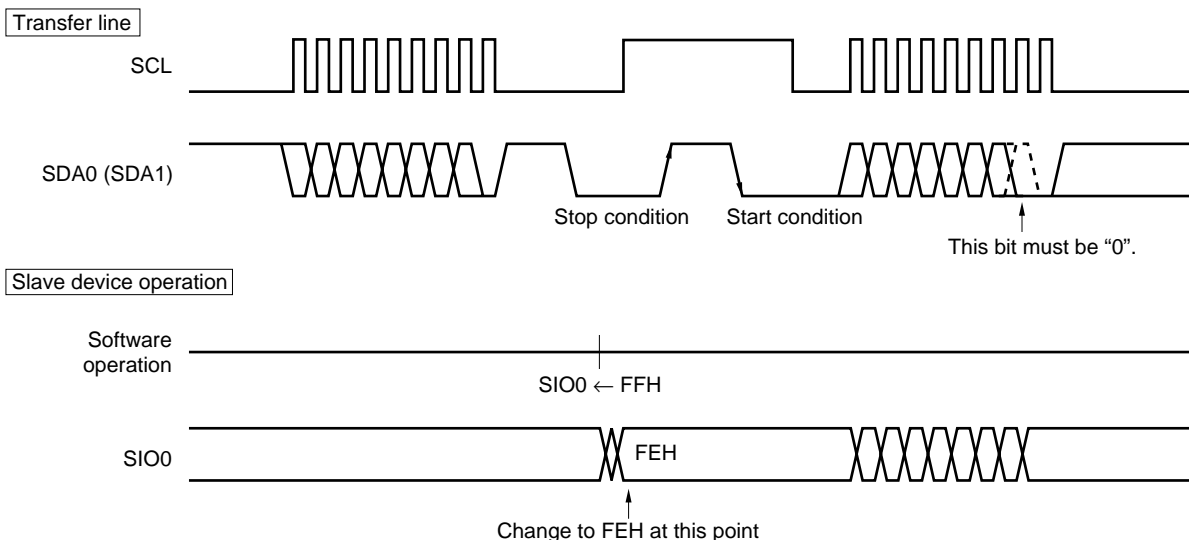 Transfer line
SCL
SDA0 (SDA1)
Stop condition
Start condition
This bit must be “0”.
Slave device operation
Software
operation
SIO0 ← FFH
SIO0
FEH
Change to FEH at this point